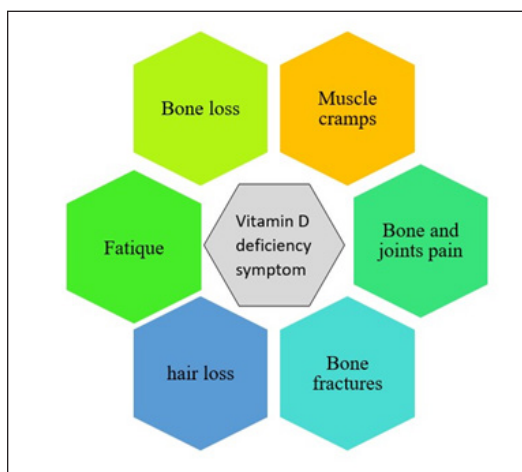 Bone loss
Muscle
cramps
Fatique
Vitamin D
deficiency
symptom
Bone and
joints pain
hair loss
Bone
fractures